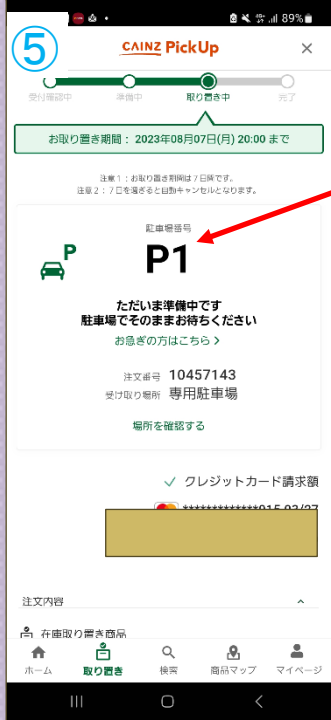 ⑤
89%
CAINZ PickUp ×
受付確認中 準備中 取り置き中 完了
お取り置き期間：2023年08月07日(月) 20:00 まで
注意1：お取り置き期間は7日間です。
注意2：7日を過ぎると自動キャンセルとなります。
駐車場番号
P
P1
ただいま準備中です
駐車場でそのままお待ちください
お急ぎの方はこちら >
注文番号 10457143
受け取り場所 専用駐車場
場所を確認する
✓ クレジットカード請求額
注文内容
在庫取り置き商品
ホーム 取り置き 検索 商品マップ マイページ